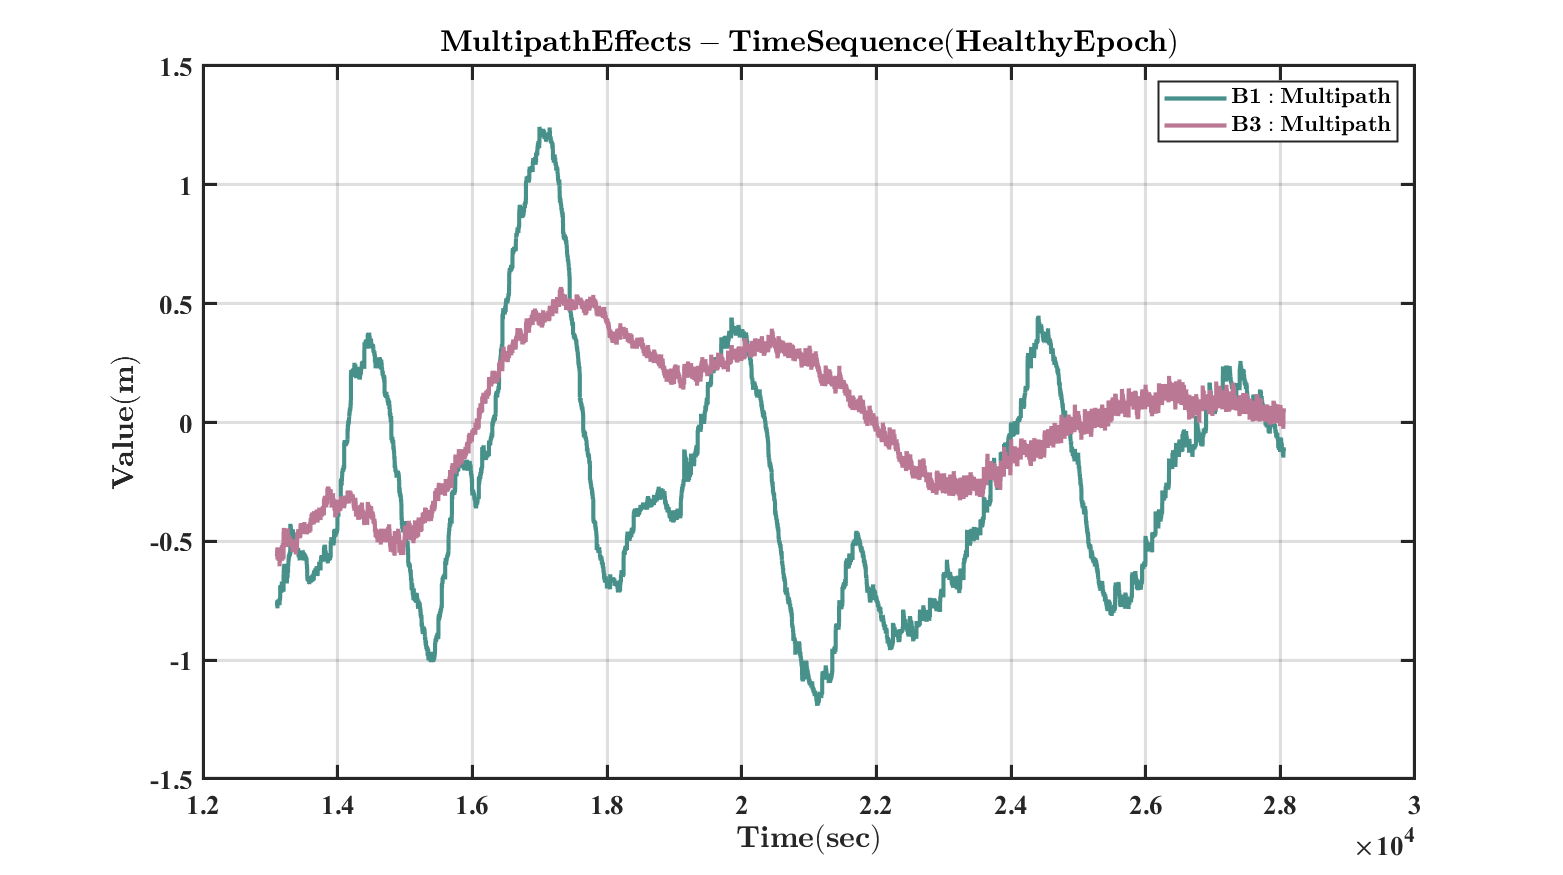 MultipathEffects – TimeSequence(HealthyEpoch)
B1 : Multipath
B3 : Multipath
Value(m)
1.5
1
0.5
0
-0.5
-1
-1.5
1.2 1.4 1.6 1.8 2 2.2 2.4 2.6 2.8 3
Time(sec)
×10⁴